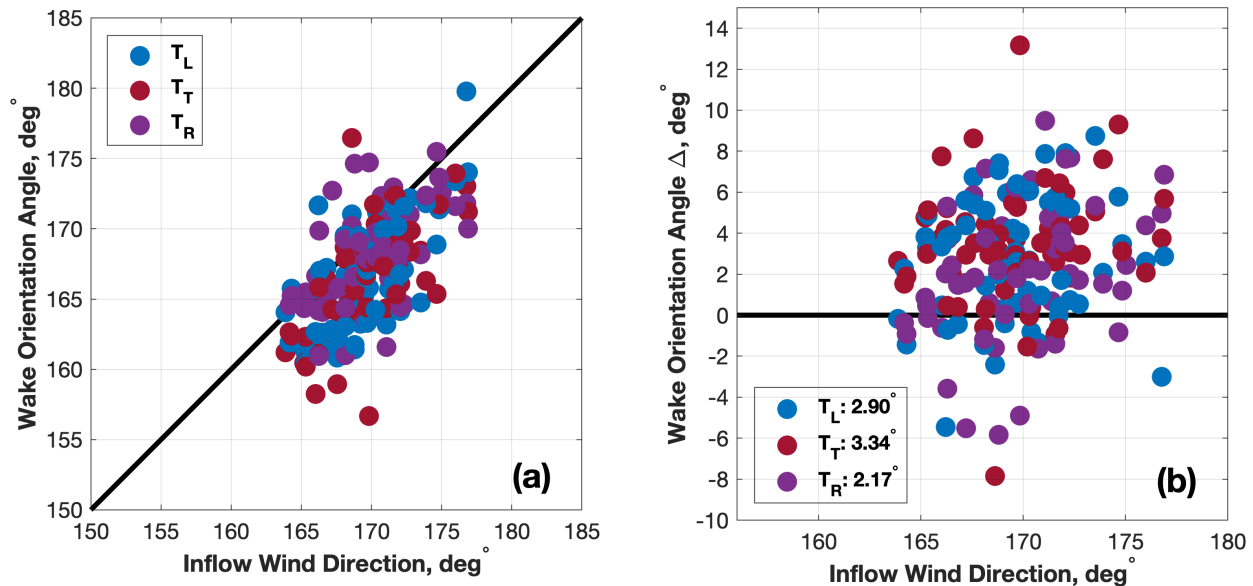 185
180
175
170
165
160
155
150
Wake Orientation Angle, deg°
T_L
T_T
T_R
(a)
150 155 160 165 170 175 180 185
Inflow Wind Direction, deg°
14
12
10
8
6
4
2
0
-2
-4
-6
-8
-10
Wake Orientation Angle Δ, deg°
T_L: 2.90°
T_T: 3.34°
T_R: 2.17°
(b)
160 165 170 175 180
Inflow Wind Direction, deg°